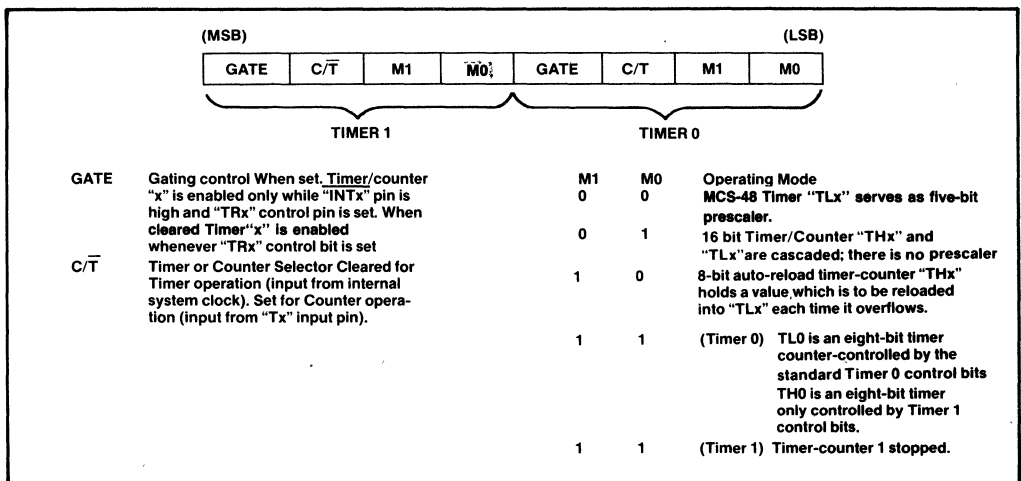 (MSB) (LSB)
GATE C/T̅ M1 M0 GATE C/T M1 M0
TIMER 1 TIMER 0
GATE Gating control When set. Timer/counter
“x” is enabled only while “INTx” pin is
high and “TRx” control pin is set. When
cleared Timer“x” is enabled
whenever “TRx” control bit is set
C/T̅ Timer or Counter Selector Cleared for
Timer operation (input from internal
system clock). Set for Counter opera-
tion (input from “Tx” input pin).
M1 M0 Operating Mode
0 0 MCS-48 Timer “TLx” serves as five-bit
prescaler.
0 1 16 bit Timer/Counter “THx” and
“TLx”are cascaded; there is no prescaler
1 0 8-bit auto-reload timer-counter “THx”
holds a value which is to be reloaded
into “TLx” each time it overflows.
1 1 (Timer 0) TL0 is an eight-bit timer
counter-controlled by the
standard Timer 0 control bits
TH0 is an eight-bit timer
only controlled by Timer 1
control bits.
1 1 (Timer 1) Timer-counter 1 stopped.